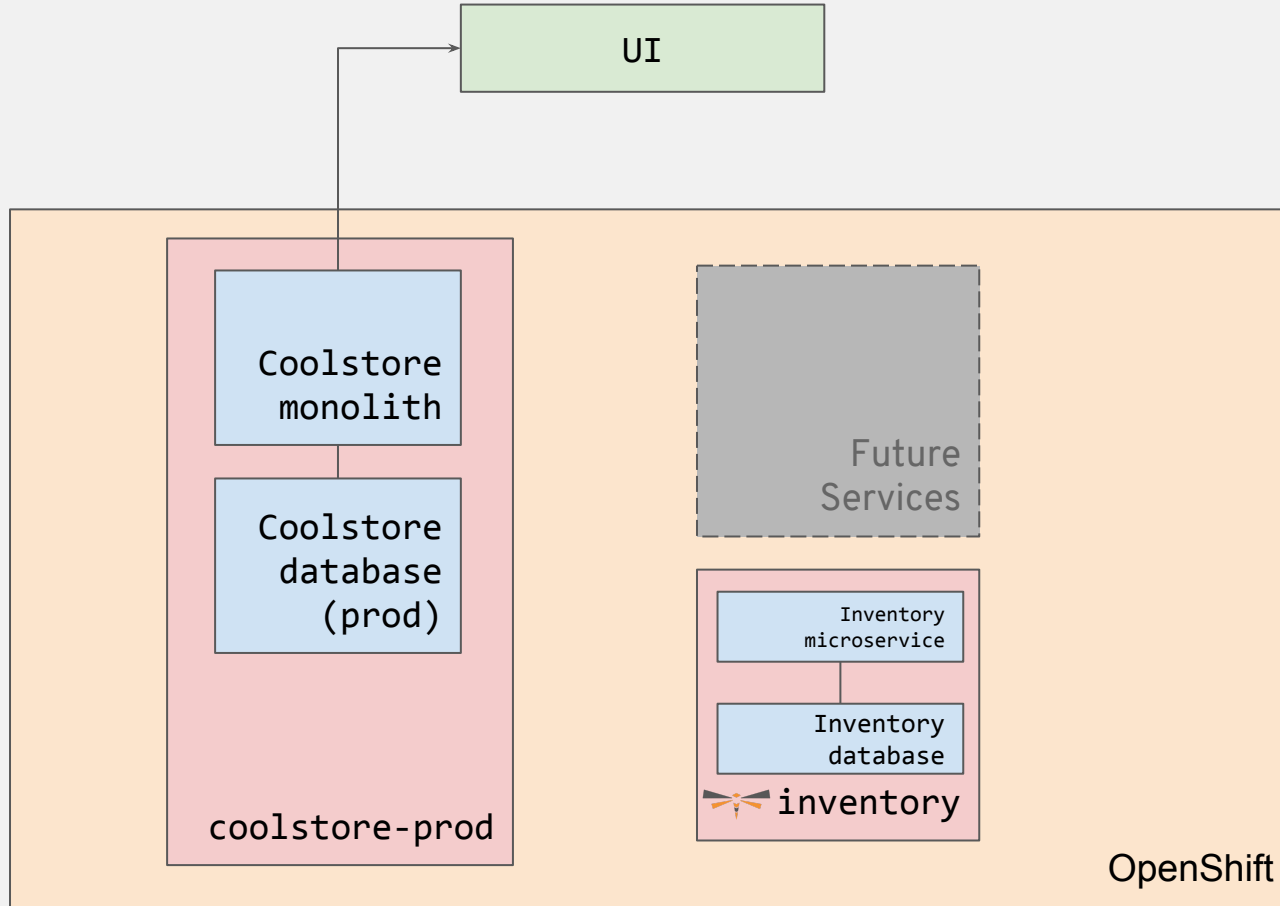 UI
Coolstore
monolith
Coolstore
database
(prod)
coolstore-prod
Future
Services
Inventory
microservice
Inventory
database
inventory
OpenShift